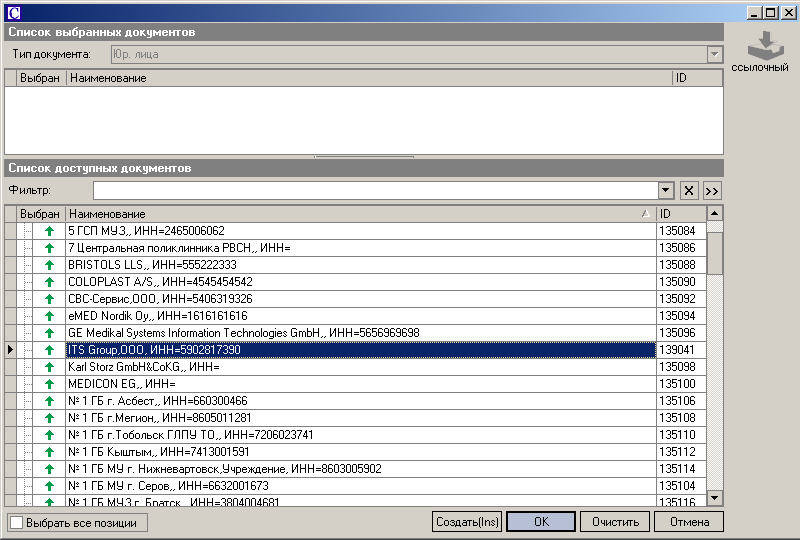 C
Список выбранных документов
ссылочный
Тип документа: Юр. лица
Выбран Наименование ID
Список доступных документов
Фильтр: X >>
Выбран Наименование ID
5 ГСП МУЗ,, ИНН=2465006062 135084
7 Центральная поликлинника РВСН,, ИНН= 135086
BRISTOLS LLS,, ИНН=555222333 135088
COLOPLAST A/S,, ИНН=4545454542 135090
CBC-Сервис,ООО, ИНН=5406319326 135092
eMED Nordik Oy,, ИНН=1616161616 135094
GE Medikal Systems Information Technologies GmbH,, ИНН=5656969698 135096
ITS Group,ООО, ИНН=5902817390 139041
Karl Storz GmbH&CoKG,, ИНН= 135098
MEDICON EG,, ИНН= 135100
№ 1 ГБ г. Асбест,, ИНН=660300466 135106
№ 1 ГБ г.Мегион,, ИНН=8605011281 135108
№ 1 ГБ г.Тобольск ГЛПУ ТО,, ИНН=7206023741 135110
№ 1 ГБ Кыштым,, ИНН=7413001591 135112
№ 1 ГБ МУ г. Нижневартовск,Учреждение, ИНН=8603005902 135114
№ 1 ГБ МУ г. Серов,, ИНН=6632001673 135104
№ 1 ГБ МУЗ г. Братск,, ИНН=3804004681 135116
Выбрать все позиции Создать(Ins) OK Очистить Отмена